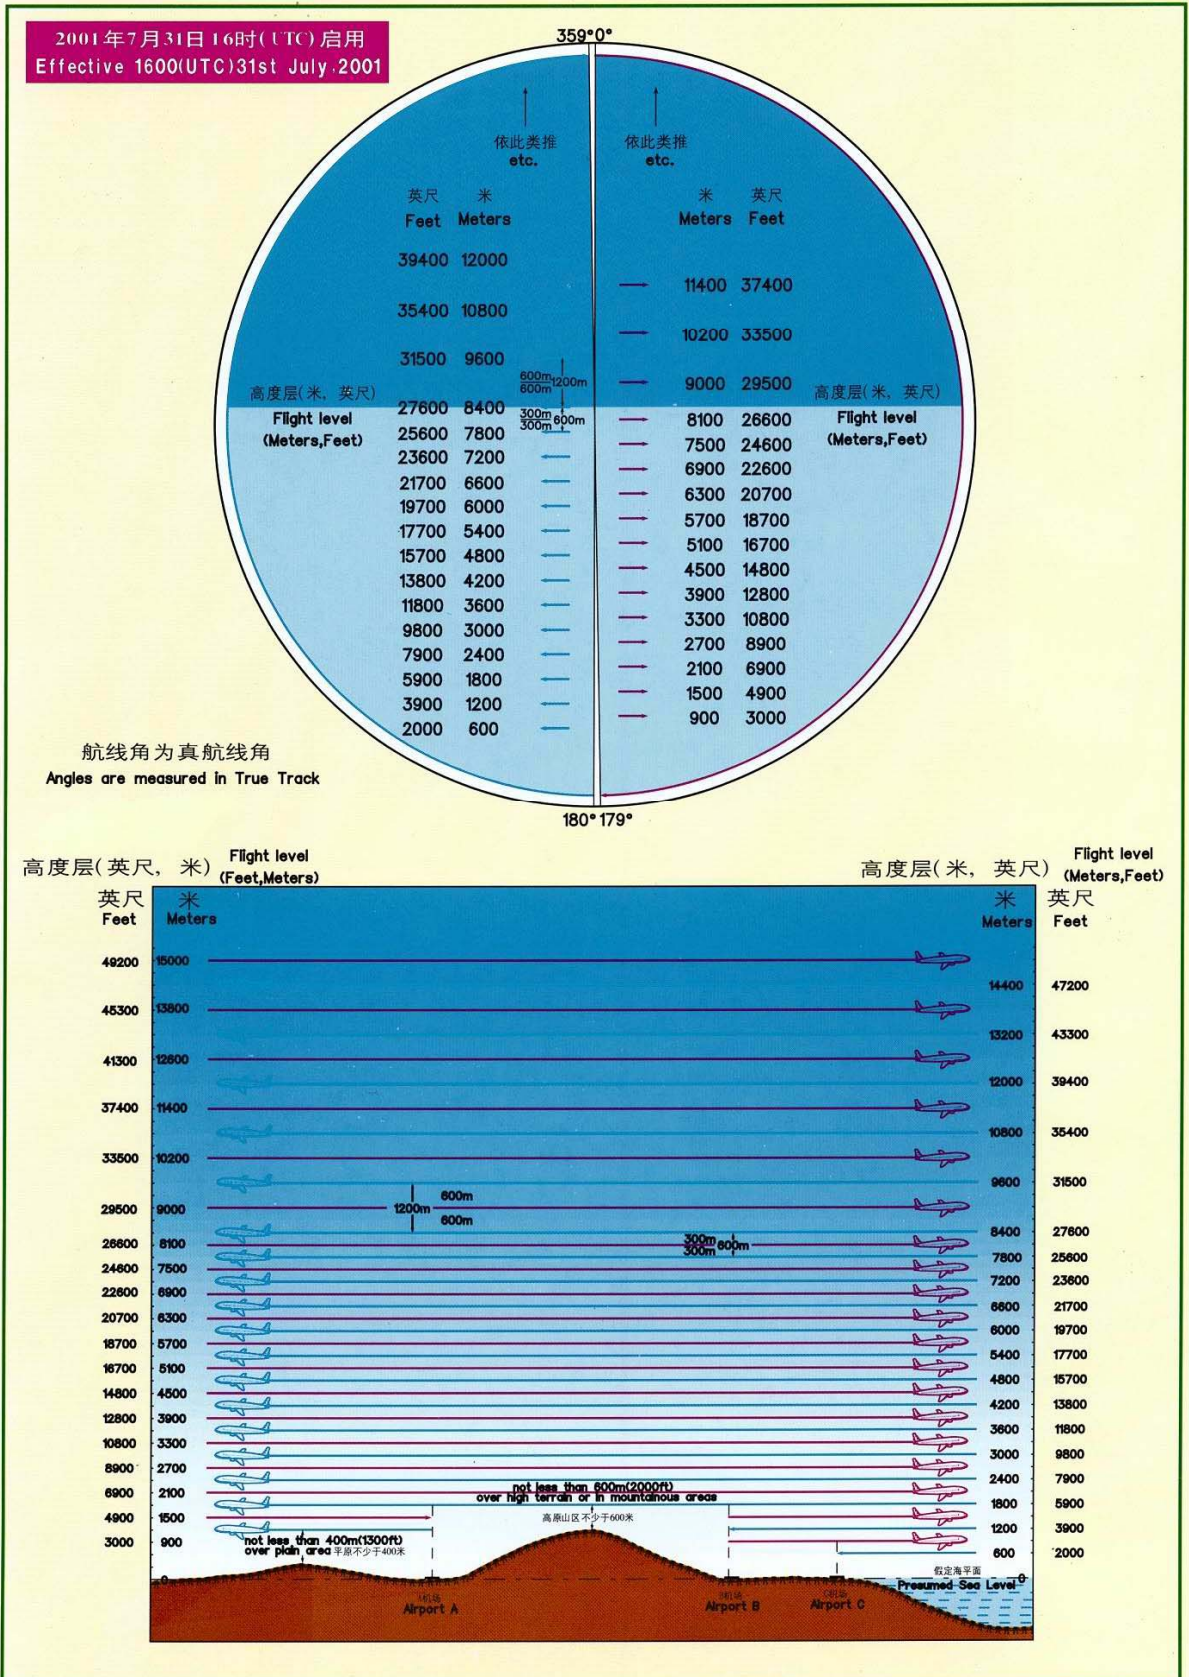 2001年7月31日16时(UTC)启用
Effective 1600(UTC)31st July,2001
359° 0°
依此类推 依此类推
etc. etc.
英尺 米 米 英尺
Feet Meters Meters Feet
39400 12000
11400 37400
35400 10800
10200 33500
31500 9600
600m
600m 1200m
9000 29500
高度层(米, 英尺) 高度层(米, 英尺)
27600 8400
Flight level 300m
300m 600m 8100 26600 Flight level
(Meters,Feet) 25600 7800 (Meters,Feet)
7500 24600
23600 7200
6900 22600
21700 6600
6300 20700
19700 6000
5700 18700
17700 5400
5100 16700
15700 4800
4500 14800
13800 4200
3900 12800
11800 3600
3300 10800
9800 3000
2700 8900
7900 2400
2100 6900
5900 1800
1500 4900
3900 1200
900 3000
2000 600
航线角为真航线角
Angles are measured in True Track
180° 179°
高度层(英尺, 米) Flight level
(Feet,Meters)
高度层(米, 英尺) Flight level
(Meters,Feet)
英尺 米 米 英尺
Feet Meters Meters Feet
49200 15000
14400 47200
45300 13800
13200 43300
41300 12600
12000 39400
37400 11400
10800 35400
33500 10200
9600 31500
600m
29500 9000 1200m
600m
8400 27600
26600 8100 300m
300m 600m
7800 25600
24600 7500
7200 23600
22600 6900
6600 21700
20700 6300
6000 19700
18700 5700
5400 17700
16700 5100
4800 15700
14800 4500
4200 13800
12800 3900
3600 11800
10800 3300
3000 9800
8900 2700
2400 7900
not less than 600m(2000ft)
6900 2100
over high terrain or in mountainous areas
1800 5900
4900 1500 高原山区不少于600米
1200 3900
3000 900 not less than 400m(1300ft)
over plain area 平原不少于400米
600 2000
假定海平面
0 0
Presumed Sea Level
A机场 B机场 C机场
Airport A Airport B Airport C